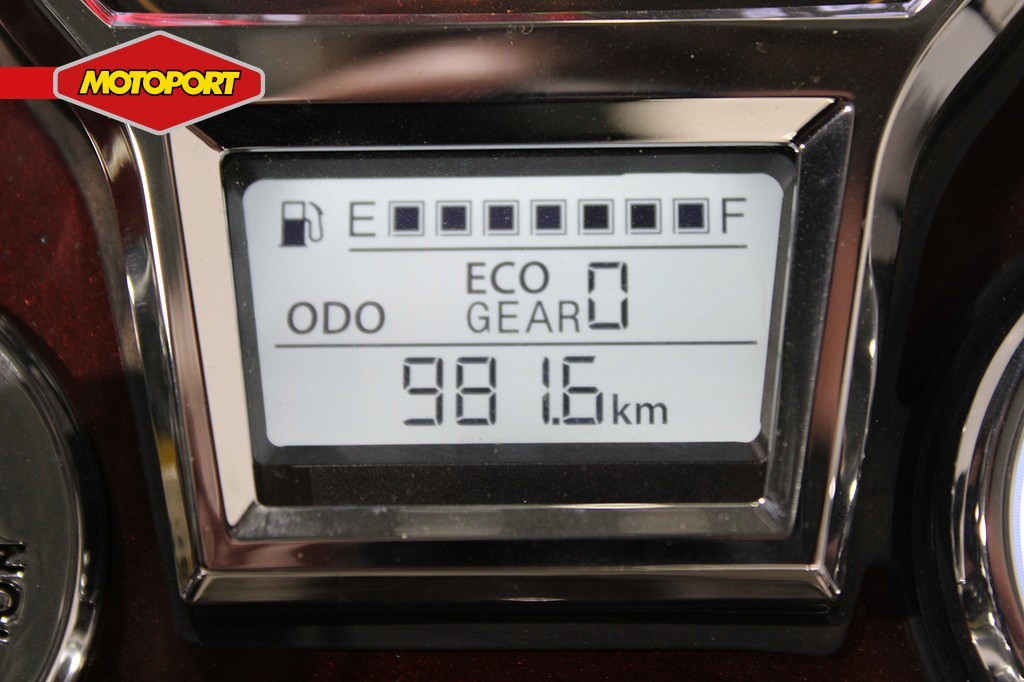 MOTOPORT
E F
ECO
ODO GEAR 0
981.6 km